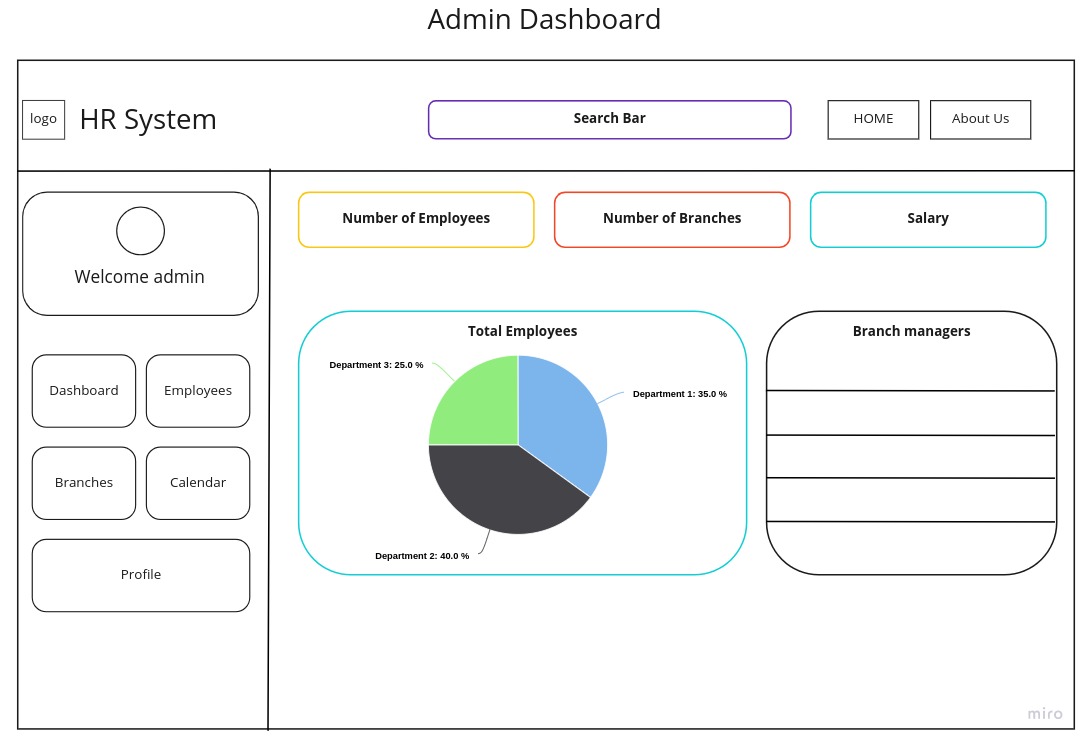 Admin Dashboard
logo
HR System
Search Bar
HOME
About Us
Welcome admin
Dashboard
Employees
Branches
Calendar
Profile
Number of Employees
Number of Branches
Salary
Total Employees
Department 3: 25.0 %
Department 1: 35.0 %
Department 2: 40.0 %
Branch managers
miro